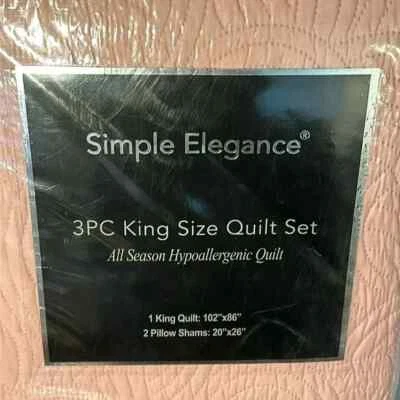 Simple Elegance®
3PC King Size Quilt Set
All Season Hypoallergenic Quilt
1 King Quilt: 102"x86"
2 Pillow Shams: 20"x26"